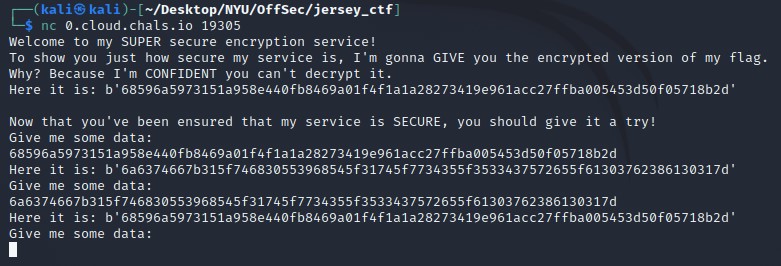 ┌──(kali㉿kali)-[~/Desktop/NYU/OffSec/jersey_ctf]
└─$ nc 0.cloud.chals.io 19305
Welcome to my SUPER secure encryption service!
To show you just how secure my service is, I'm gonna GIVE you the encrypted version of my flag.
Why? Because I'm CONFIDENT you can't decrypt it.
Here it is: b'68596a5973151a958e440fb8469a01f4f1a1a28273419e961acc27ffba005453d50f05718b2d'
Now that you've been ensured that my service is SECURE, you should give it a try!
Give me some data:
68596a5973151a958e440fb8469a01f4f1a1a28273419e961acc27ffba005453d50f05718b2d
Here it is: b'6a6374667b315f746830553968545f31745f7734355f3533437572655f61303762386130317d'
Give me some data:
6a6374667b315f746830553968545f31745f7734355f3533437572655f61303762386130317d
Here it is: b'68596a5973151a958e440fb8469a01f4f1a1a28273419e961acc27ffba005453d50f05718b2d'
Give me some data: